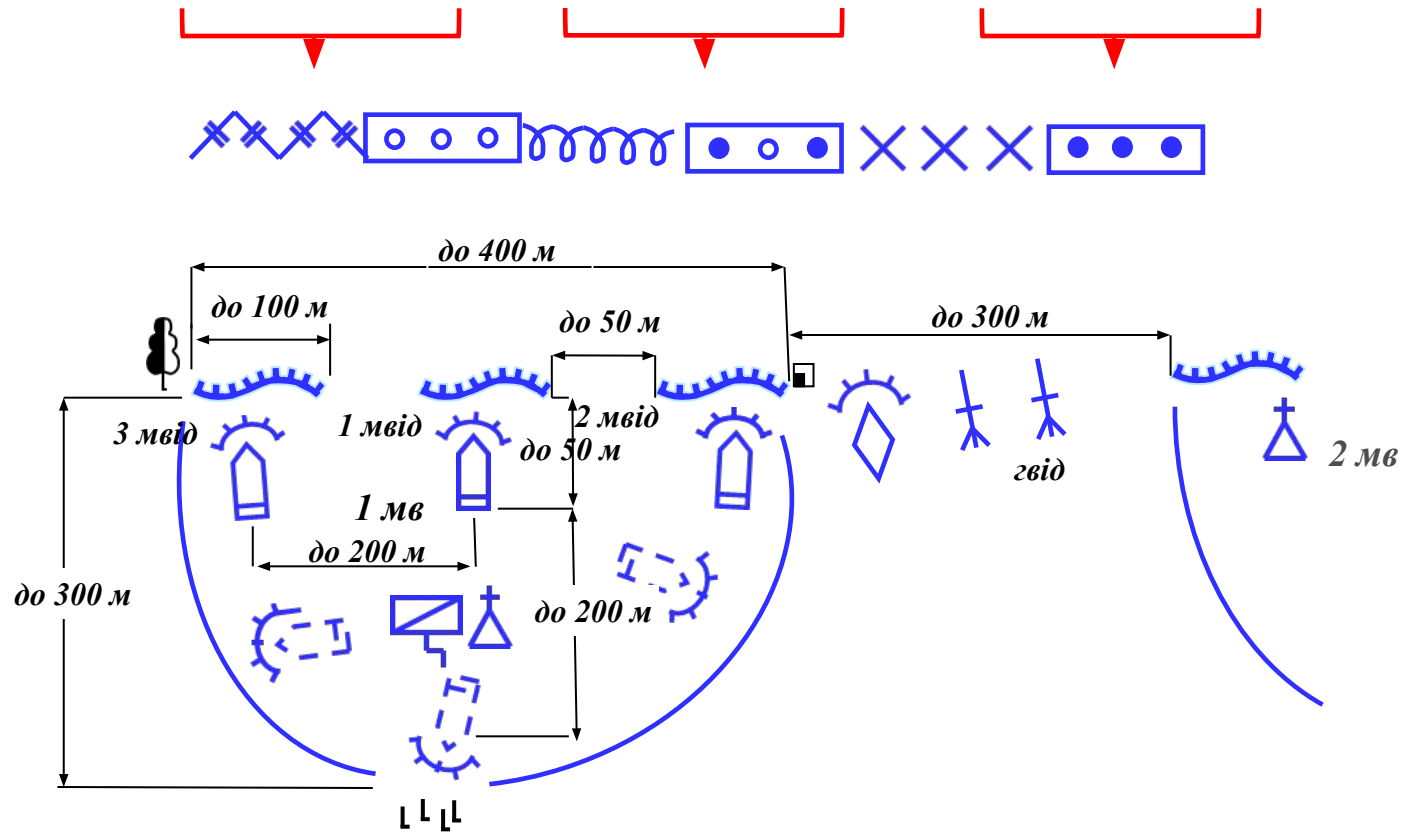 до 400 м
до 100 м
до 50 м
до 300 м
3 мвід
1 мвід
2 мвід
до 50 м
гвід
2 мв
1 мв
до 200 м
до 300 м
до 200 м